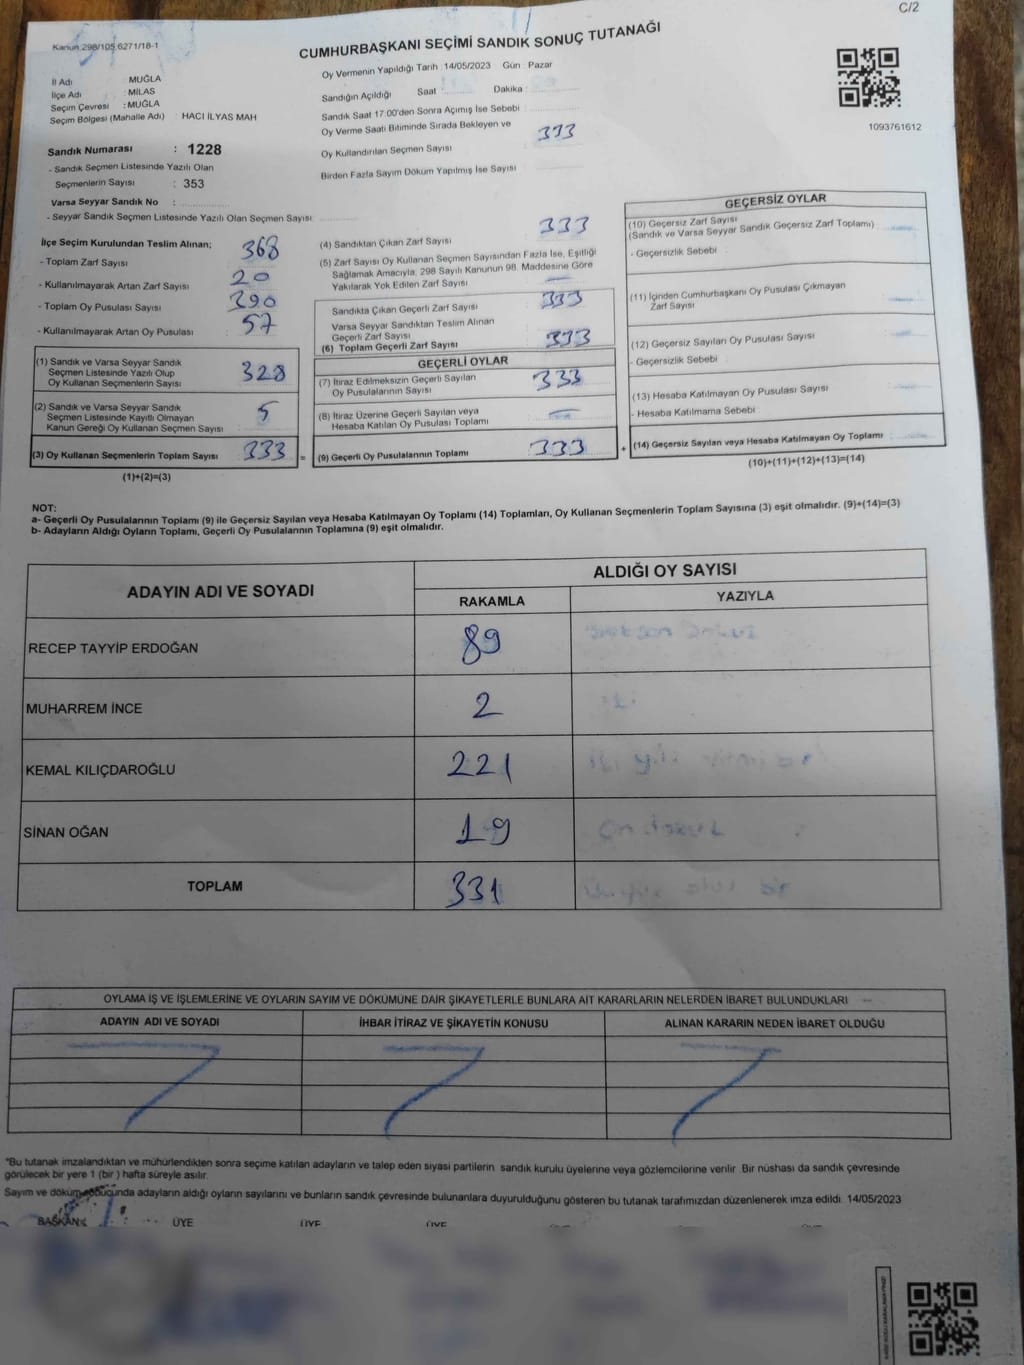 C/2
Kanun 298/105,6271/18-1
CUMHURBAŞKANI SEÇİMİ SANDIK SONUÇ TUTANAĞI
İl Adı : MUĞLA
İlçe Adı : MİLAS
Seçim Çevresi : MUĞLA
Seçim Bölgesi (Mahalle Adı) : HACI İLYAS MAH
Sandık Numarası : 1228
- Sandık Seçmen Listesinde Yazılı Olan
Seçmenlerin Sayısı : 353
Varsa Seyyar Sandık No :
- Seyyar Sandık Seçmen Listesinde Yazılı Olan Seçmen Sayısı
Oy Vermenin Yapıldığı Tarih : 14/05/2023 Gün : Pazar
Sandığın Açıldığı Saat : Dakika :
Sandık Saat 17:00'den Sonra Açımış İse Sebebi :
Oy Verme Saati Bitiminde Sırada Bekleyen ve
Oy Kullandırılan Seçmen Sayısı 333
Birden Fazla Sayım Döküm Yapılmış İse Sayısı
1093761612
İlçe Seçim Kurulundan Teslim Alınan;
- Toplam Zarf Sayısı : 368
- Kullanılmayarak Artan Zarf Sayısı : 20
- Toplam Oy Pusulası Sayısı : 390
- Kullanılmayarak Artan Oy Pusulası : 57
(1) Sandık ve Varsa Seyyar Sandık
Seçmen Listesinde Yazılı Olup
Oy Kullanan Seçmenlerin Sayısı : 328
(2) Sandık ve Varsa Seyyar Sandık
Seçmen Listesinde Kayıtlı Olmayan
Kanun Gereği Oy Kullanan Seçmen Sayısı : 5
(3) Oy Kullanan Seçmenlerin Toplam Sayısı : 333
(1)+(2)=(3)
=
(4) Sandıktan Çıkan Zarf Sayısı 333
(5) Zarf Sayısı Oy Kullanan Seçmen Sayısından Fazla İse, Eşitliği
Sağlamak Amacıyla, 298 Sayılı Kanunun 98. Maddesine Göre
Yakılarak Yok Edilen Zarf Sayısı —
Sandıkta Çıkan Geçerli Zarf Sayısı 333
Varsa Seyyar Sandıktan Teslim Alınan
Geçerli Zarf Sayısı
(6) Toplam Geçerli Zarf Sayısı 333
GEÇERLİ OYLAR
(7) İtiraz Edilmeksizin Geçerli Sayılan
Oy Pusulalarının Sayısı : 333
(8) İtiraz Üzerine Geçerli Sayılan veya
Hesaba Katılan Oy Pusulası Toplamı : —
(9) Geçerli Oy Pusulalarının Toplamı : 333
+
GEÇERSİZ OYLAR
(10) Geçersiz Zarf Sayısı
(Sandık ve Varsa Seyyar Sandık Geçersiz Zarf Toplamı) :
- Geçersizlik Sebebi :
(11) İçinden Cumhurbaşkanı Oy Pusulası Çıkmayan
Zarf Sayısı
(12) Geçersiz Sayılan Oy Pusulası Sayısı
- Geçersizlik Sebebi :
(13) Hesaba Katılmayan Oy Pusulası Sayısı
- Hesaba Katılmama Sebebi :
(14) Geçersiz Sayılan veya Hesaba Katılmayan Oy Toplamı :
(10)+(11)+(12)+(13)=(14)
NOT:
a- Geçerli Oy Pusulalarının Toplamı (9) ile Geçersiz Sayılan veya Hesaba Katılmayan Oy Toplamı (14) Toplamları, Oy Kullanan Seçmenlerin Toplam Sayısına (3) eşit olmalıdır. (9)+(14)=(3)
b- Adayların Aldığı Oyların Toplamı, Geçerli Oy Pusulalarının Toplamına (9) eşit olmalıdır.
ADAYIN ADI VE SOYADI
ALDIĞI OY SAYISI
RAKAMLA YAZIYLA
RECEP TAYYİP ERDOĞAN 89
MUHARREM İNCE 2
KEMAL KILIÇDAROĞLU 221
SİNAN OĞAN 19
TOPLAM 331
OYLAMA İŞ VE İŞLEMLERİNE VE OYLARIN SAYIM VE DÖKÜMÜNE DAİR ŞİKAYETLERLE BUNLARA AİT KARARLARIN NELERDEN İBARET BULUNDUKLARI
ADAYIN ADI VE SOYADI İHBAR İTİRAZ VE ŞİKAYETİN KONUSU ALINAN KARARIN NEDEN İBARET OLDUĞU
*Bu tutanak imzalandıktan ve mühürlendikten sonra seçime katılan adayların ve talep eden siyasi partilerin sandık kurulu üyelerine veya gözlemcilerine verilir. Bir nüshası da sandık çevresinde
görülecek bir yere 1 (bir ) hafta süreyle asılır.
Sayım ve döküm sonucunda adayların aldığı oyların sayılarını ve bunların sandık çevresinde bulunanlara duyurulduğunu gösteren bu tutanak tarafımızdan düzenlenerek imza edildi. 14/05/2023
BAŞKAN ÜYE ÜYE ÜYE